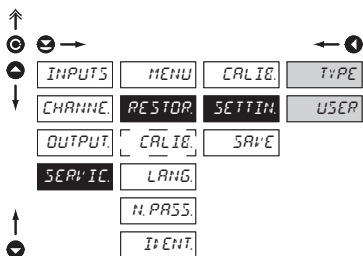 INPUTS MENU CALIB. TYPE
CHANNE. RESTOR. SETTIN. USER
OUTPUT. CALIB. SAVE
SERVIC. LANG.
N. PASS.
IDENT.